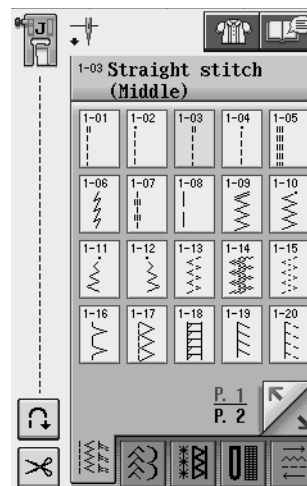 J
1-03 Straight stitch
(Middle)
1-01 1-02 1-03 1-04 1-05
1-06 1-07 1-08 1-09 1-10
1-11 1-12 1-13 1-14 1-15
1-16 1-17 1-18 1-19 1-20
P. 1
P. 2